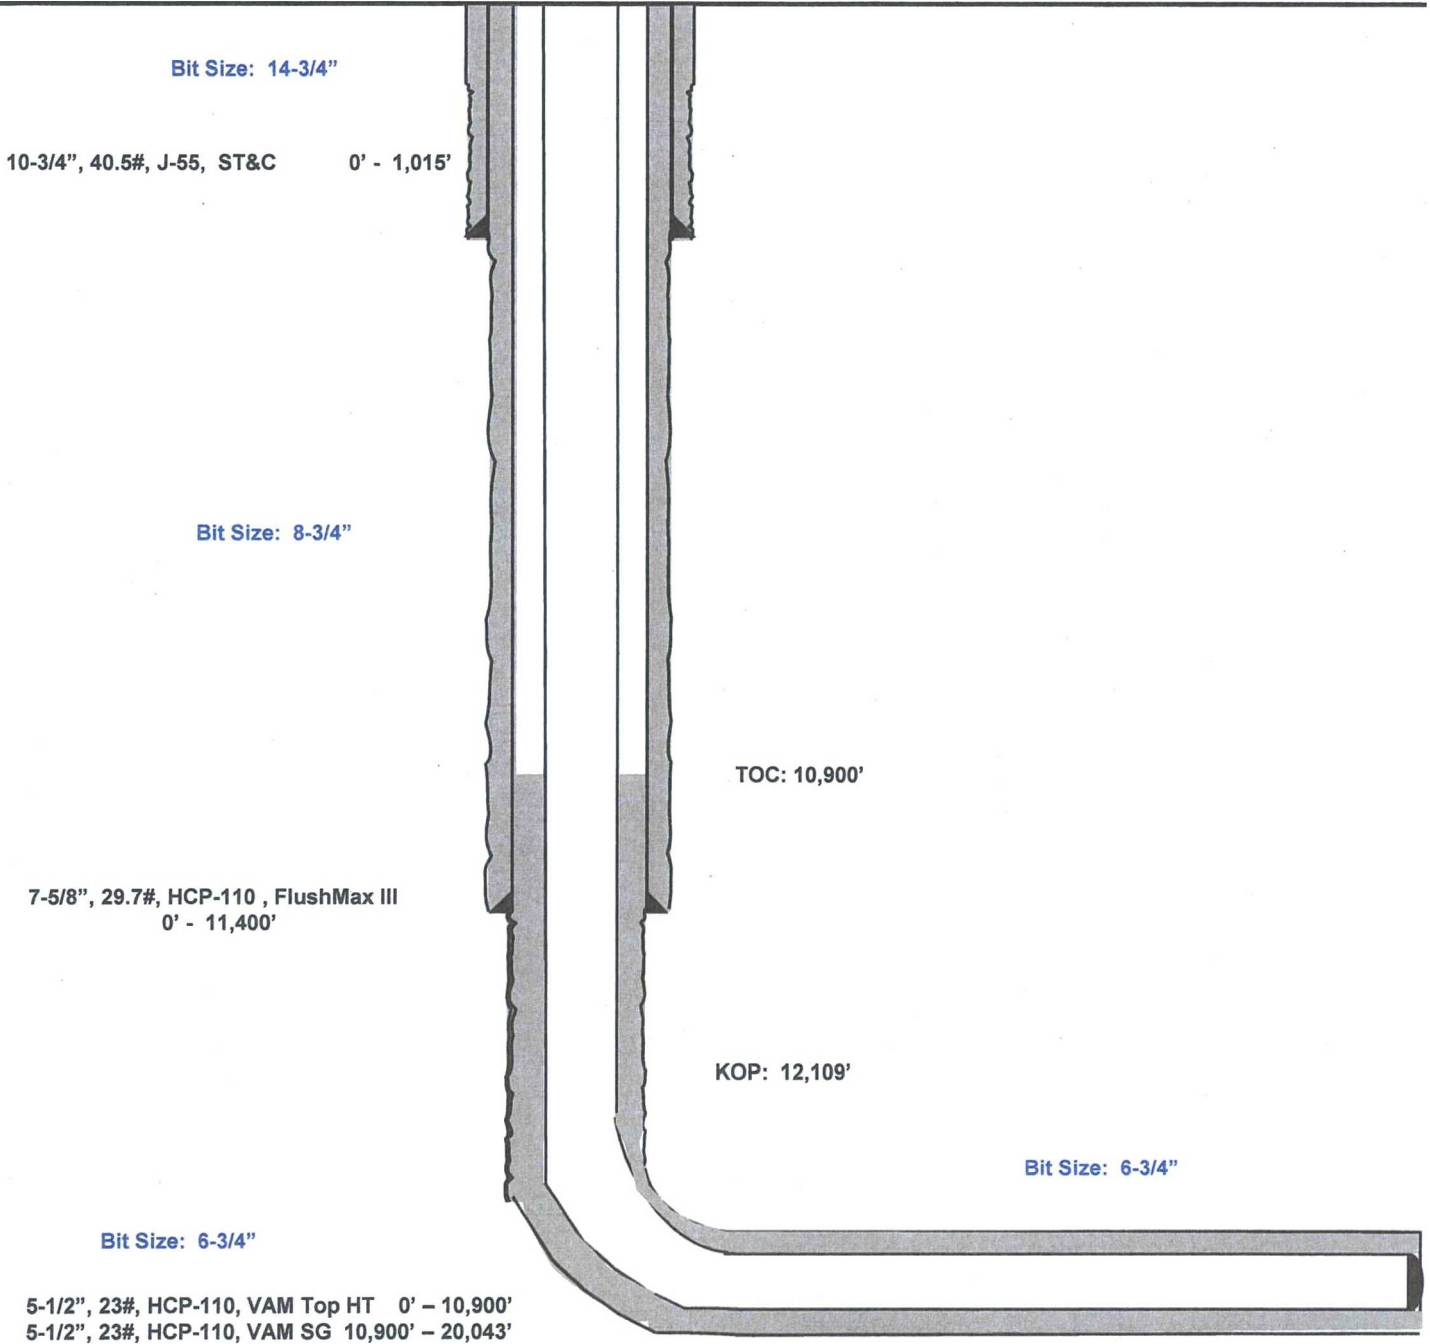 Bit Size: 14-3/4”
10-3/4”, 40.5#, J-55, ST&C 0’ - 1,015’
Bit Size: 8-3/4”
TOC: 10,900’
7-5/8”, 29.7#, HCP-110 , FlushMax III
0’ - 11,400’
KOP: 12,109’
Bit Size: 6-3/4”
Bit Size: 6-3/4”
5-1/2”, 23#, HCP-110, VAM Top HT 0’ – 10,900’
5-1/2”, 23#, HCP-110, VAM SG 10,900’ – 20,043’